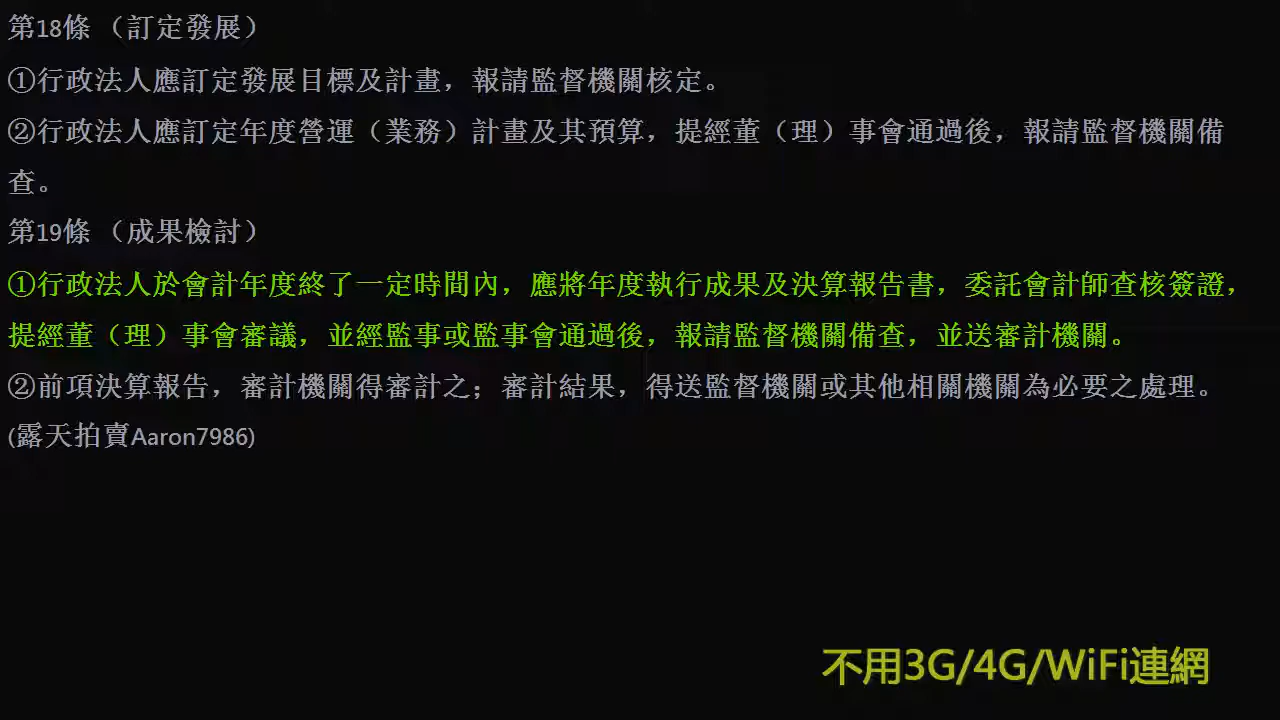 第18條 （訂定發展）
①行政法人應訂定發展目標及計畫，報請監督機關核定。
②行政法人應訂定年度營運（業務）計畫及其預算，提經董（理）事會通過後，報請監督機關備
查。
第19條 （成果檢討）
①行政法人於會計年度終了一定時間內，應將年度執行成果及決算報告書，委託會計師查核簽證，
提經董（理）事會審議，並經監事或監事會通過後，報請監督機關備查，並送審計機關。
②前項決算報告，審計機關得審計之；審計結果，得送監督機關或其他相關機關為必要之處理。
(露天拍賣Aaron7986)
不用3G/4G/WiFi連網